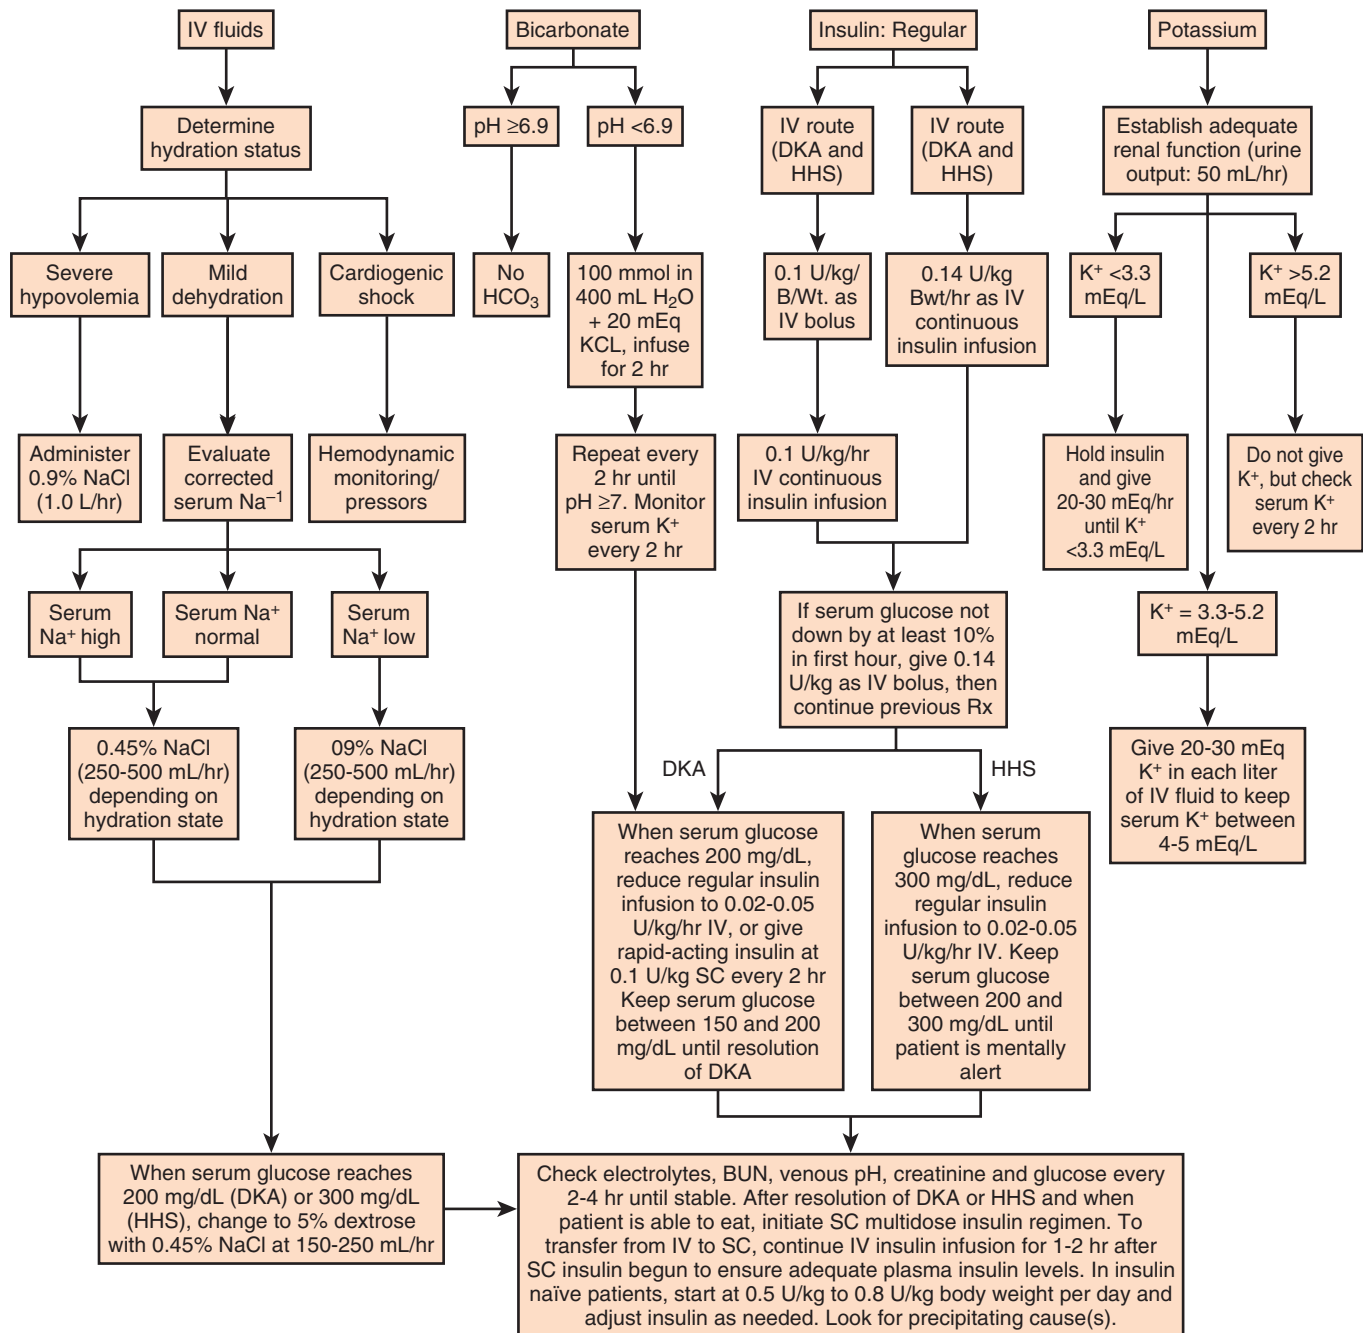 IV fluids
Determine
hydration status
Severe
hypovolemia
Mild
dehydration
Cardiogenic
shock
Administer
0.9% NaCl
(1.0 L/hr)
Evaluate
corrected
serum Na⁻¹
Hemodynamic
monitoring/
pressors
Serum
Na⁺ high
Serum Na⁺
normal
Serum
Na⁺ low
0.45% NaCl
(250-500 mL/hr)
depending on
hydration state
09% NaCl
(250-500 mL/hr)
depending on
hydration state
When serum glucose reaches
200 mg/dL (DKA) or 300 mg/dL
(HHS), change to 5% dextrose
with 0.45% NaCl at 150-250 mL/hr
Bicarbonate
pH ≥6.9
pH <6.9
No
HCO₃
100 mmol in
400 mL H₂O
+ 20 mEq
KCL, infuse
for 2 hr
Repeat every
2 hr until
pH ≥7. Monitor
serum K⁺
every 2 hr
Insulin: Regular
IV route
(DKA and
HHS)
IV route
(DKA and
HHS)
0.1 U/kg/
B/Wt. as
IV bolus
0.14 U/kg
Bwt/hr as IV
continuous
insulin infusion
0.1 U/kg/hr
IV continuous
insulin infusion
If serum glucose not
down by at least 10%
in first hour, give 0.14
U/kg as IV bolus, then
continue previous Rx
DKA
HHS
When serum glucose
reaches 200 mg/dL,
reduce regular insulin
infusion to 0.02-0.05
U/kg/hr IV, or give
rapid-acting insulin at
0.1 U/kg SC every 2 hr
Keep serum glucose
between 150 and 200
mg/dL until resolution
of DKA
When serum
glucose reaches
300 mg/dL, reduce
regular insulin
infusion to 0.02-0.05
U/kg/hr IV. Keep
serum glucose
between 200 and
300 mg/dL until
patient is mentally
alert
Potassium
Establish adequate
renal function (urine
output: 50 mL/hr)
K⁺ <3.3
mEq/L
K⁺ >5.2
mEq/L
Hold insulin
and give
20-30 mEq/hr
until K⁺
<3.3 mEq/L
Do not give
K⁺, but check
serum K⁺
every 2 hr
K⁺ = 3.3-5.2
mEq/L
Give 20-30 mEq
K⁺ in each liter
of IV fluid to keep
serum K⁺ between
4-5 mEq/L
Check electrolytes, BUN, venous pH, creatinine and glucose every
2-4 hr until stable. After resolution of DKA or HHS and when
patient is able to eat, initiate SC multidose insulin regimen. To
transfer from IV to SC, continue IV insulin infusion for 1-2 hr after
SC insulin begun to ensure adequate plasma insulin levels. In insulin
naïve patients, start at 0.5 U/kg to 0.8 U/kg body weight per day and
adjust insulin as needed. Look for precipitating cause(s).